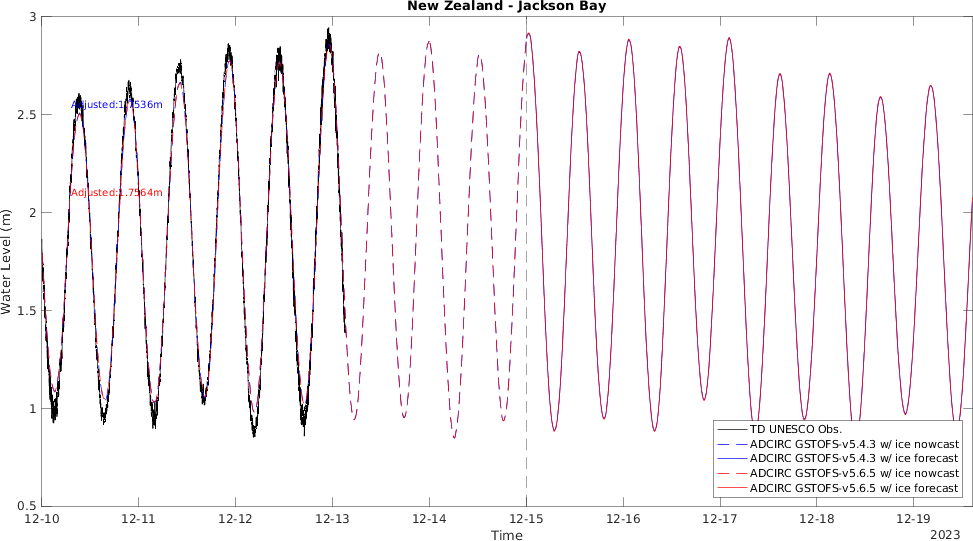 New Zealand - Jackson Bay
3
Adjusted:1.7536m
2.5
Adjusted:1.7564m
2
Water Level (m)
1.5
1
TD UNESCO Obs.
ADCIRC GSTOFS-v5.4.3 w/ ice nowcast
ADCIRC GSTOFS-v5.4.3 w/ ice forecast
ADCIRC GSTOFS-v5.6.5 w/ ice nowcast
ADCIRC GSTOFS-v5.6.5 w/ ice forecast
0.5
12-10 12-11 12-12 12-13 12-14 12-15 12-16 12-17 12-18 12-19
Time
2023